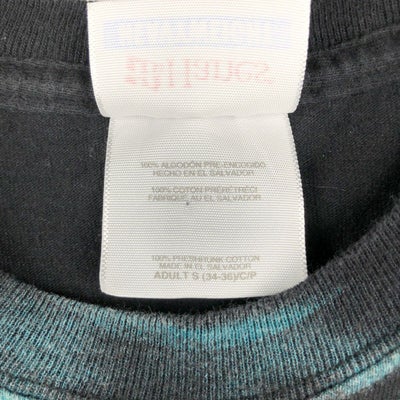 100% ALGODÓN PRE-ENCOGIDO
HECHO EN EL SALVADOR
100% COTON PRÉRÉTRÉCI
FABRIQUÉ AU EL SALVADOR
100% PRESHRUNK COTTON
MADE IN EL SALVADOR
ADULT S (34-36)/C/P